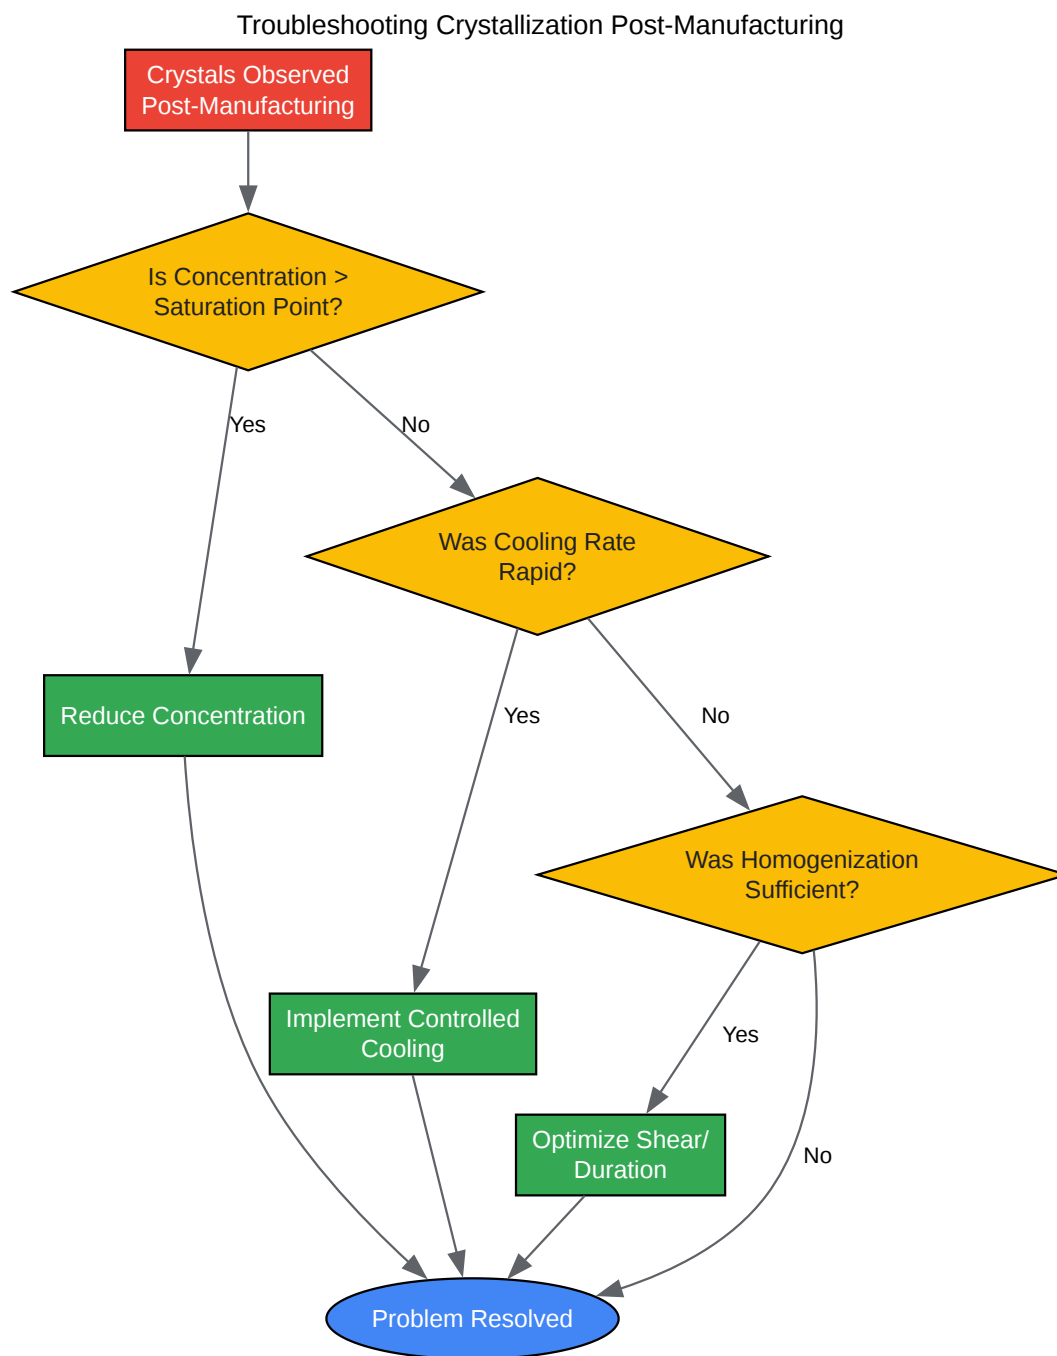 Troubleshooting Crystallization Post-Manufacturing
Crystals Observed
Post-Manufacturing
Is Concentration >
Saturation Point?
Yes
No
Was Cooling Rate
Rapid?
Reduce Concentration
Yes
No
Was Homogenization
Sufficient?
Implement Controlled
Cooling
Yes
Optimize Shear/
Duration
No
Problem Resolved